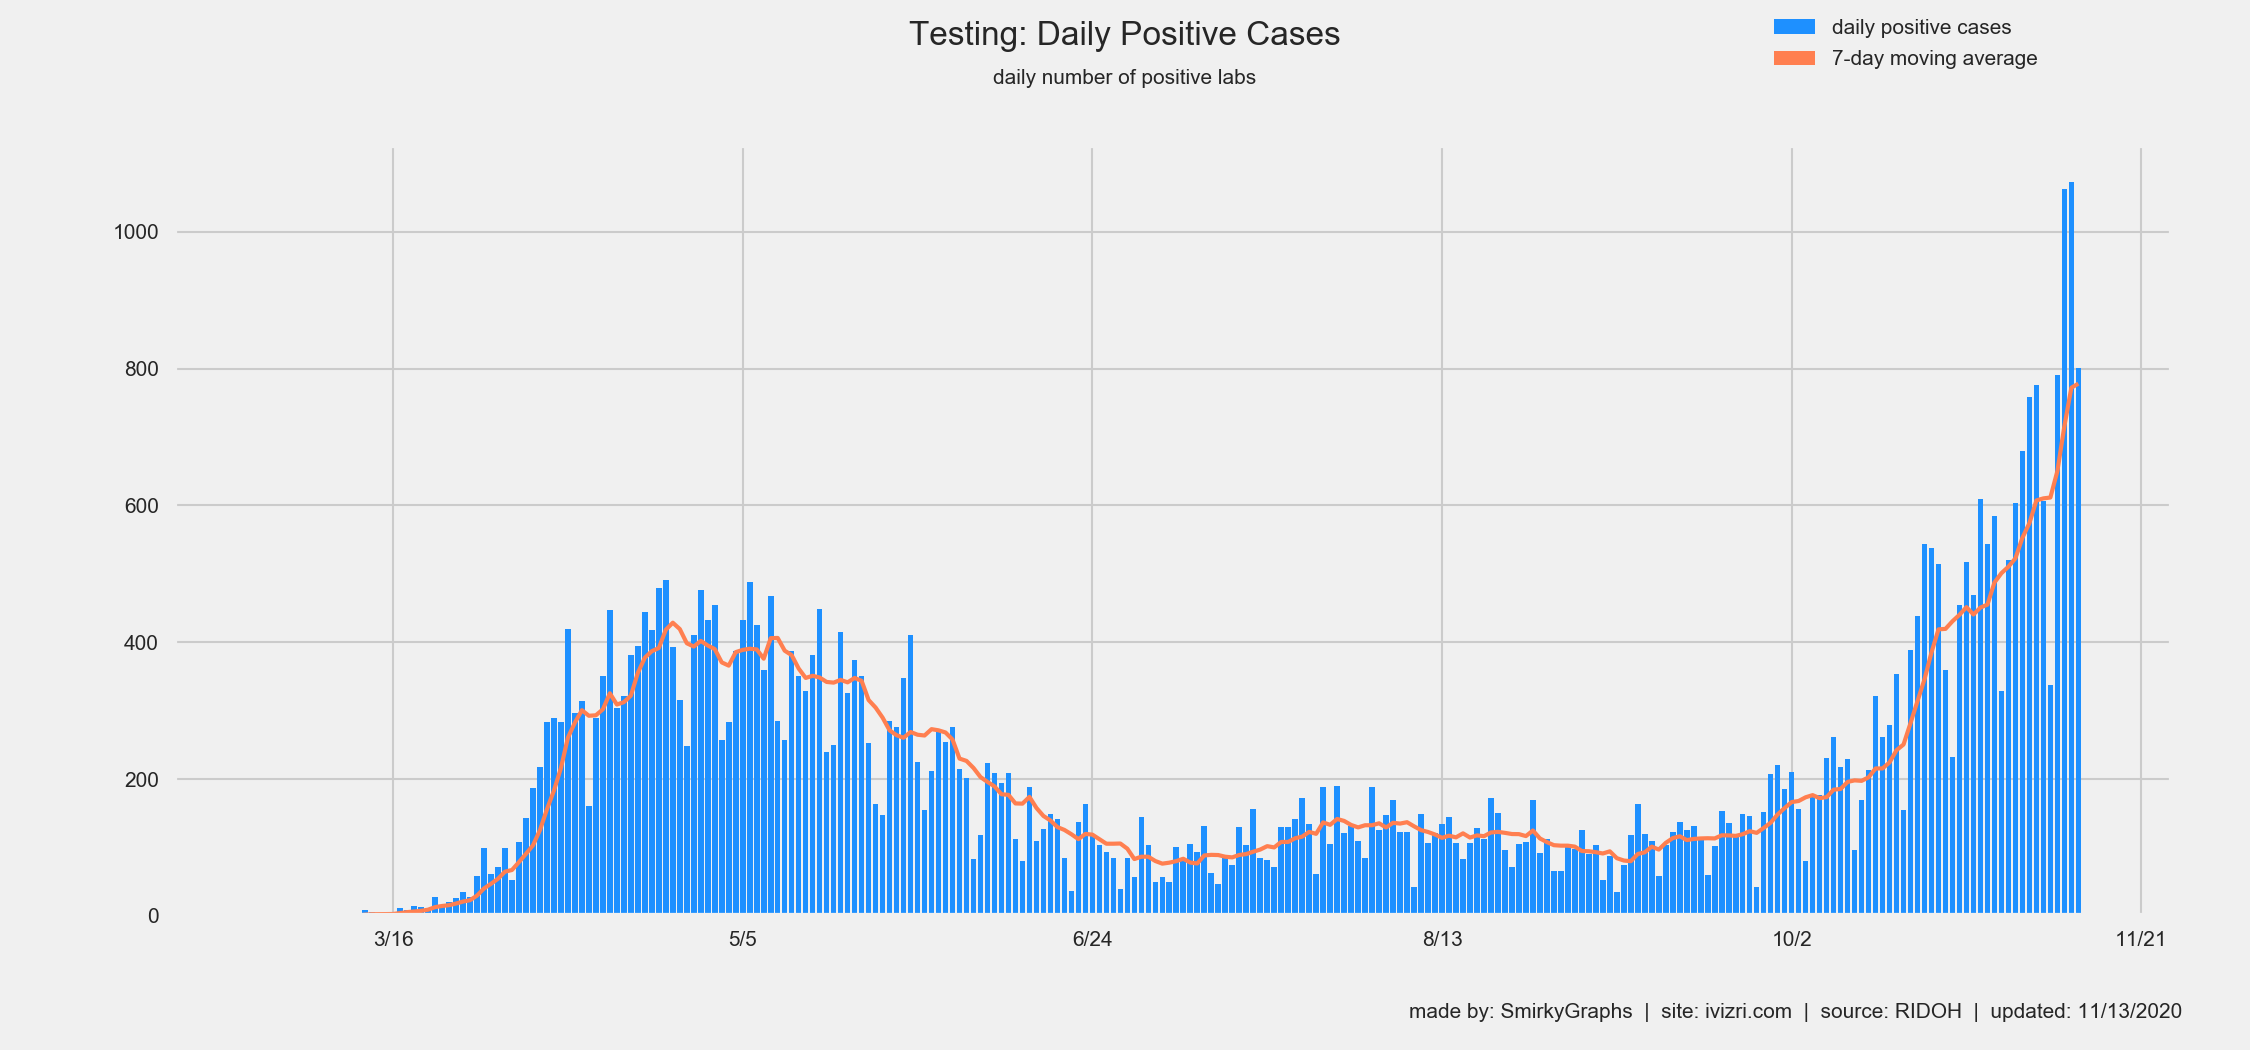 Testing: Daily Positive Cases
daily number of positive labs
daily positive cases
7-day moving average
1000
800
600
400
200
0
3/16 5/5 6/24 8/13 10/2 11/21
made by: SmirkyGraphs | site: ivizri.com | source: RIDOH | updated: 11/13/2020